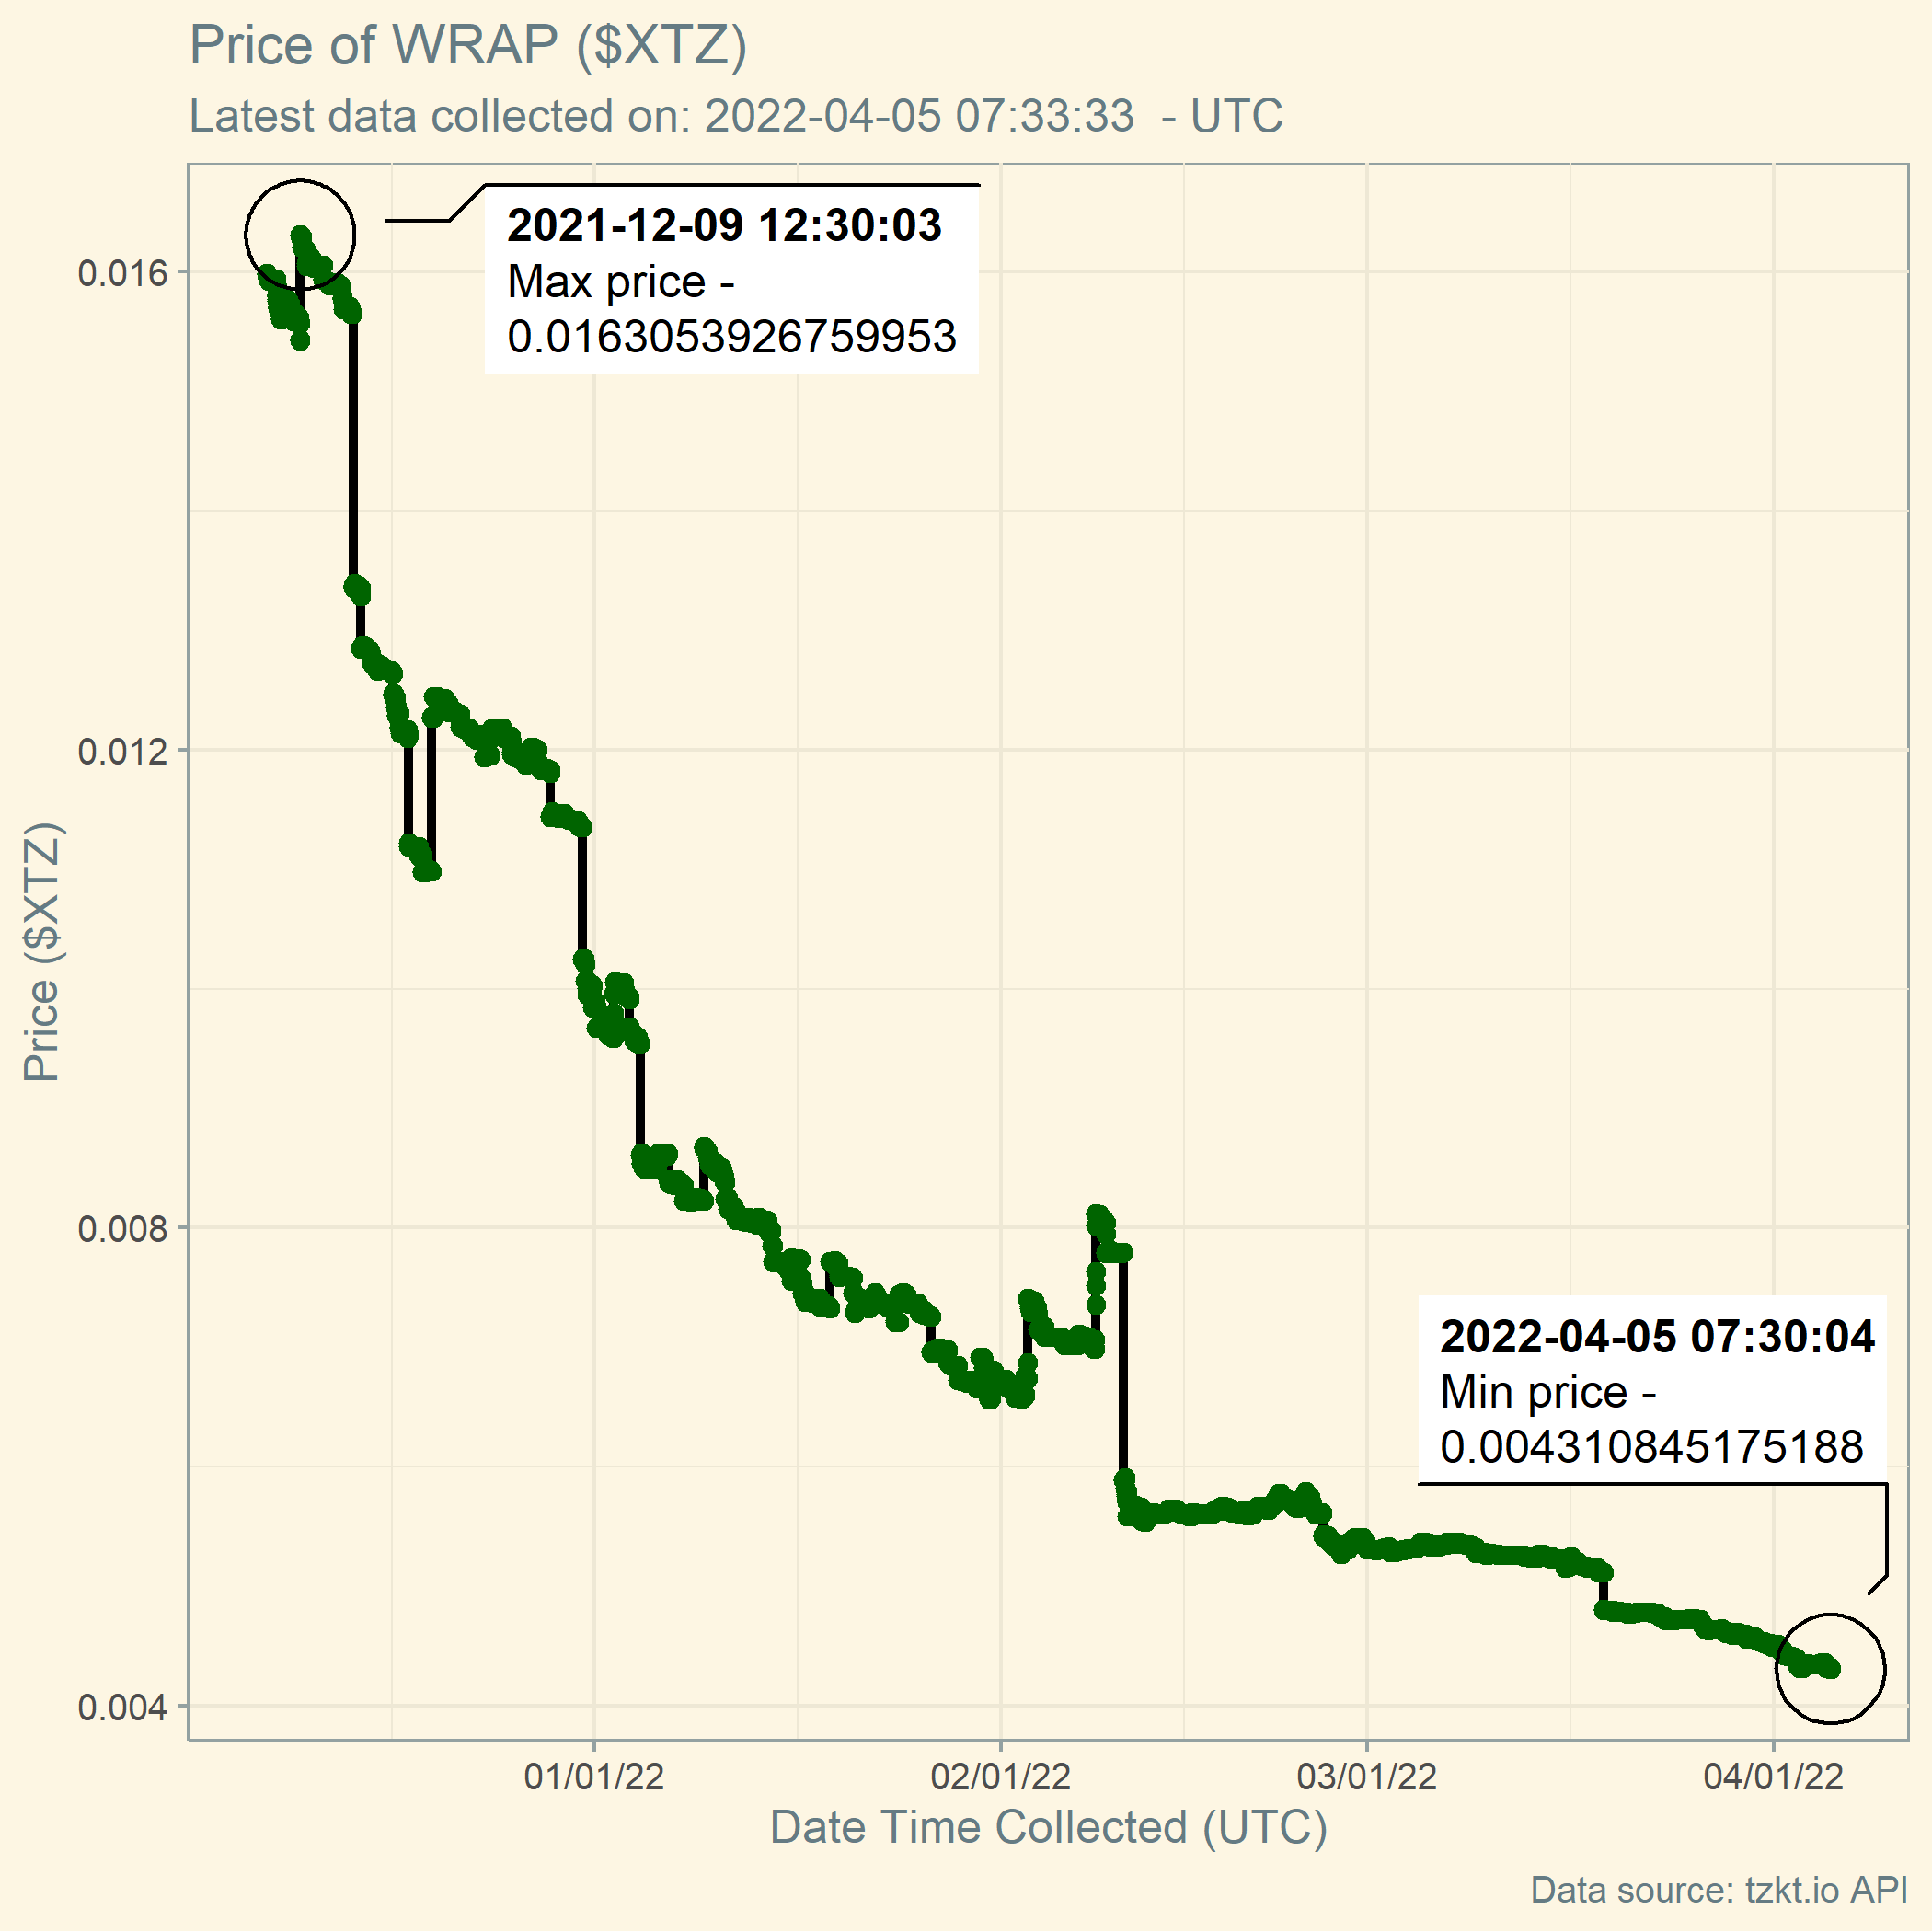 Price of WRAP ($XTZ)
Latest data collected on: 2022-04-05 07:33:33  - UTC
2021-12-09 12:30:03
Max price -
0.0163053926759953
0.016
0.012
0.008
0.004
Price ($XTZ)
2022-04-05 07:30:04
Min price -
0.004310845175188
01/01/22
02/01/22
03/01/22
04/01/22
Date Time Collected (UTC)
Data source: tzkt.io API